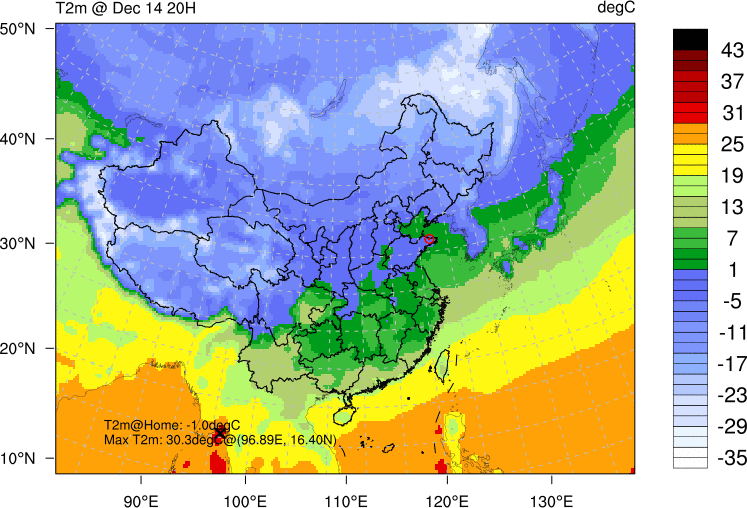 T2m @ Dec 14 20H
degC
50°N
40°N
30°N
20°N
10°N
90°E
100°E
110°E
120°E
130°E
T2m@Home: -1.0degC
Max T2m: 30.3degC@(96.89E, 16.40N)
43
37
31
25
19
13
7
1
-5
-11
-17
-23
-29
-35